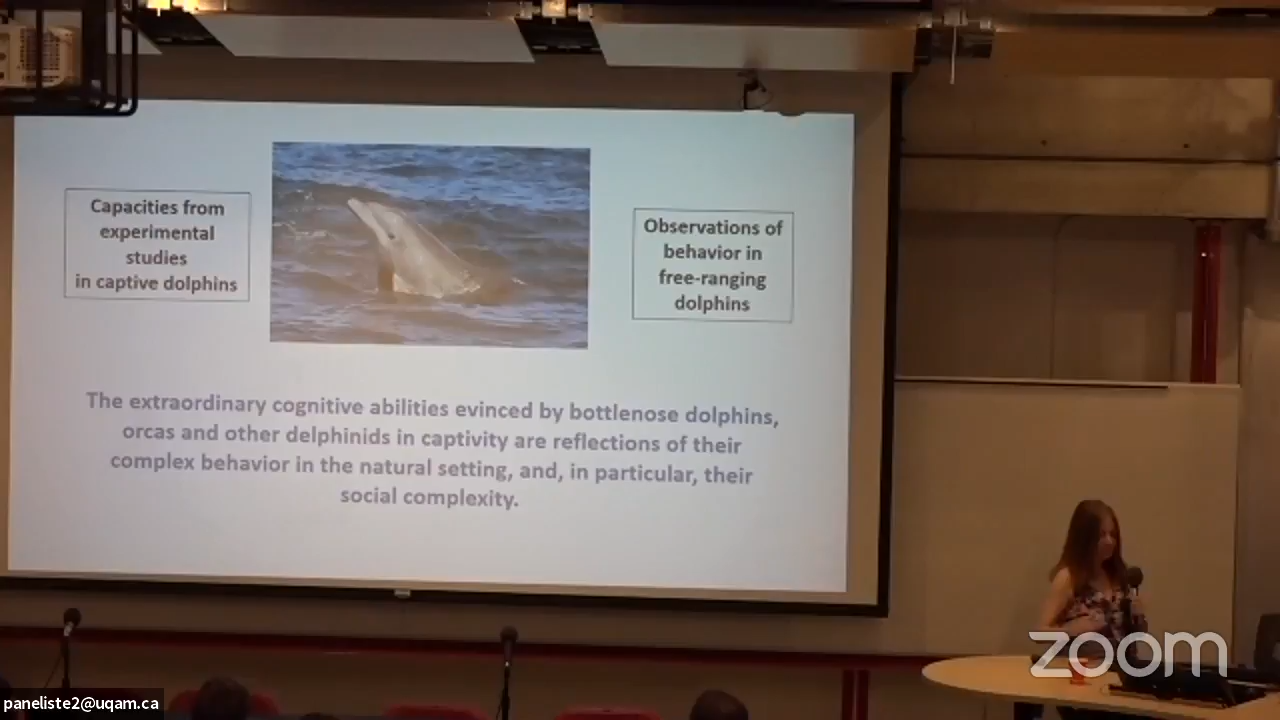 Capacities from
experimental
studies
in captive dolphins
Observations of
behavior in
free-ranging
dolphins
The extraordinary cognitive abilities evinced by bottlenose dolphins,
orcas and other delphinids in captivity are reflections of their
complex behavior in the natural setting, and, in particular, their
social complexity.
zoom
paneliste2@uqam.ca